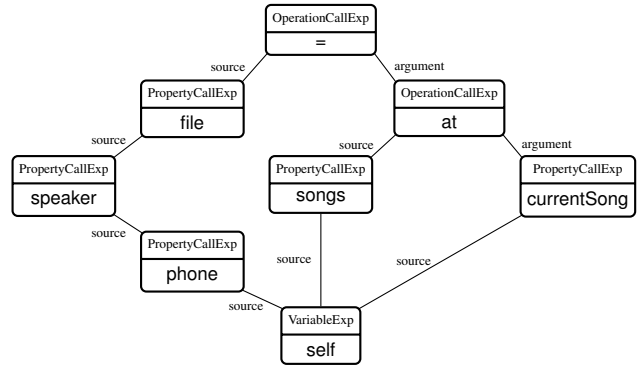 OperationCallExp
=
source
argument
PropertyCallExp
file
OperationCallExp
at
source
source
argument
PropertyCallExp
speaker
PropertyCallExp
songs
PropertyCallExp
currentSong
source
PropertyCallExp
phone
source
source
source
VariableExp
self